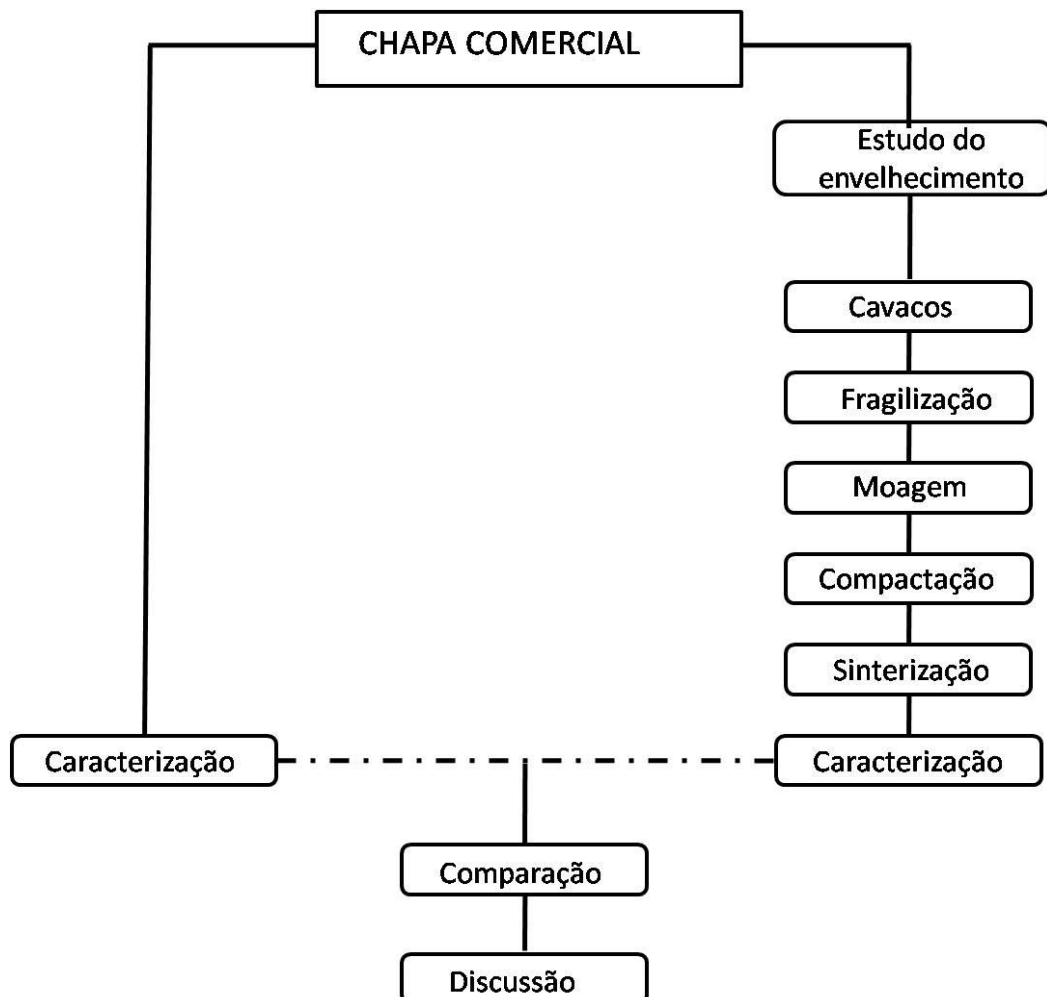 CHAPA COMERCIAL
Estudo do
envelhecimento
Cavacos
Fragilização
Moagem
Compactação
Sinterização
Caracterização
Caracterização
Comparação
Discussão